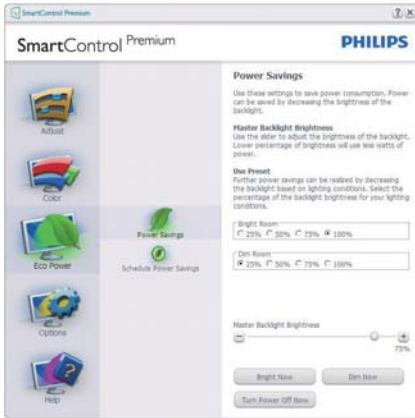 SmartControl Premium
SmartControl Premium
PHILIPS
Adjust
Color
Eco Power
Options
Help
Power Savings
Schedule Power Savings
Power Savings
Use these settings to save power consumption. Power
can be saved by decreasing the brightness of the
backlight.
Master Backlight Brightness
Use the slider to adjust the brightness of the backlight.
Lower percentage of brightness will use less watts of
power.
Use Preset
Further power savings can be realized by decreasing
the backlight based on lighting conditions. Select the
percentage of the backlight brightness for your lighting
conditions.
Bright Room
25% 50% 75% 100%
Dim Room
25% 50% 75% 100%
Master Backlight Brightness
75%
Bright Now Dim Now
Turn Power Off Now